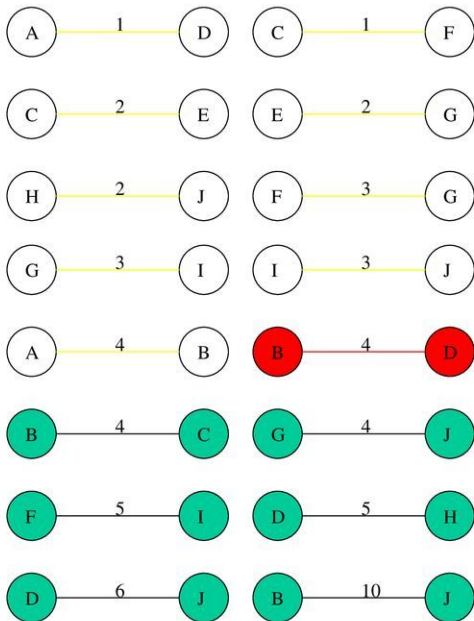 A 1 D C 1 F
C 2 E E 2 G
H 2 J F 3 G
G 3 I I 3 J
A 4 B B 4 D
B 4 C G 4 J
F 5 I D 5 H
D 6 J B 10 J